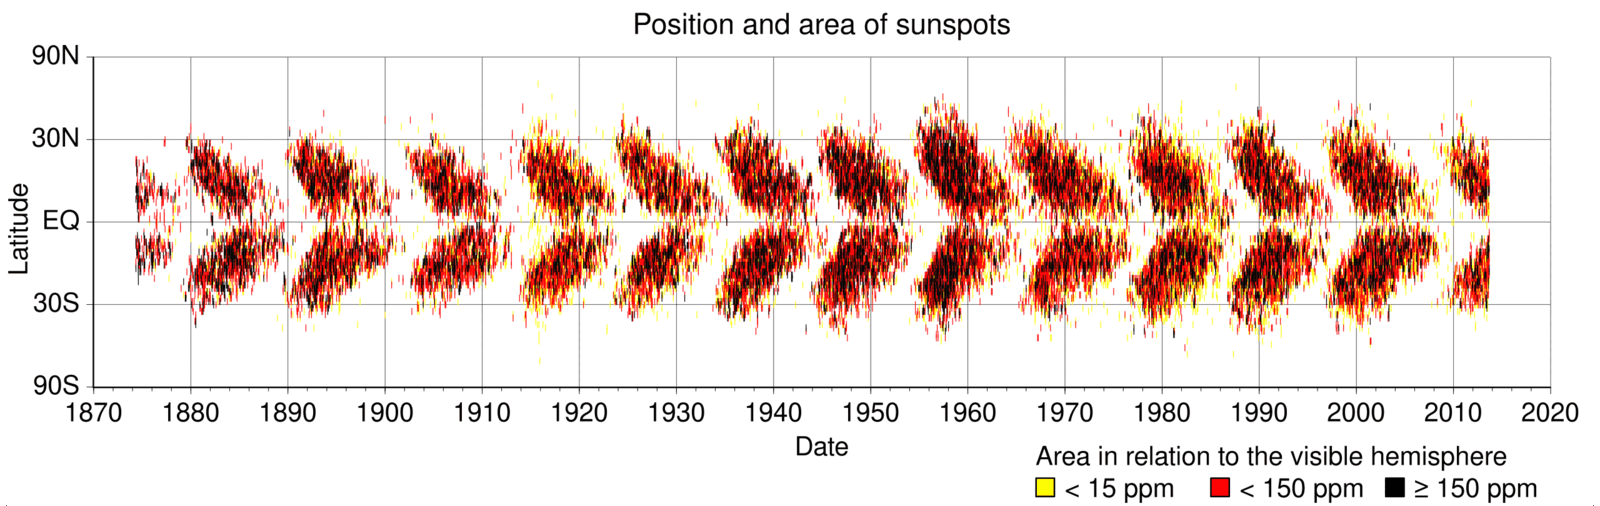 Position and area of sunspots
90N
30N
EQ
30S
90S
Latitude
1870 1880 1890 1900 1910 1920 1930 1940 1950 1960 1970 1980 1990 2000 2010 2020
Date
Area in relation to the visible hemisphere
< 15 ppm < 150 ppm ≥ 150 ppm